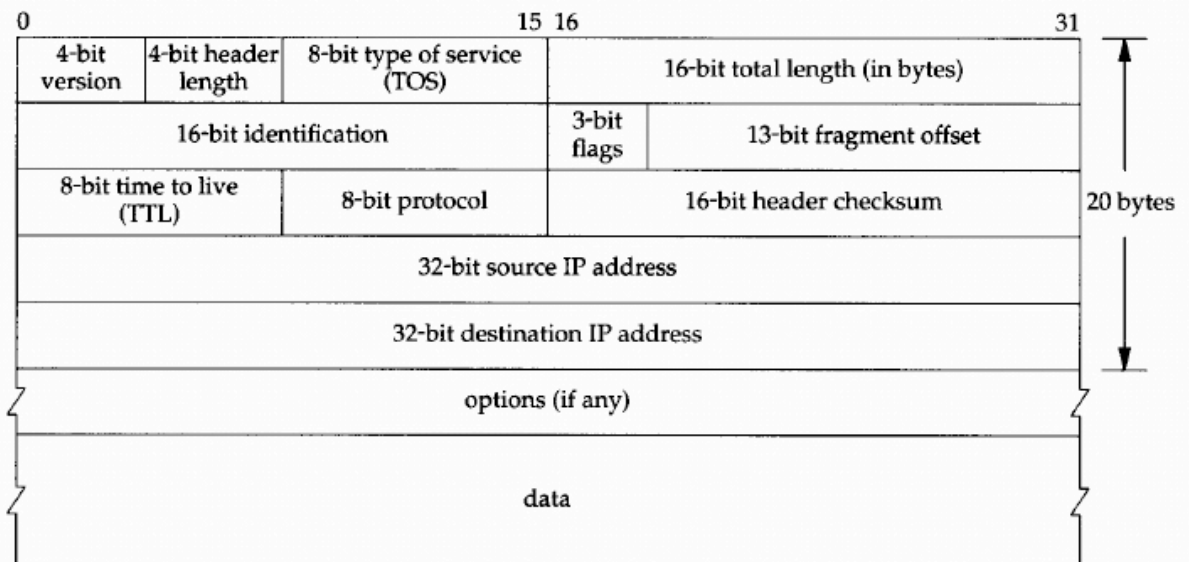 0 15 16 31
4-bit version
4-bit header length
8-bit type of service (TOS)
16-bit total length (in bytes)
16-bit identification
3-bit flags
13-bit fragment offset
8-bit time to live (TTL)
8-bit protocol
16-bit header checksum
20 bytes
32-bit source IP address
32-bit destination IP address
options (if any)
data